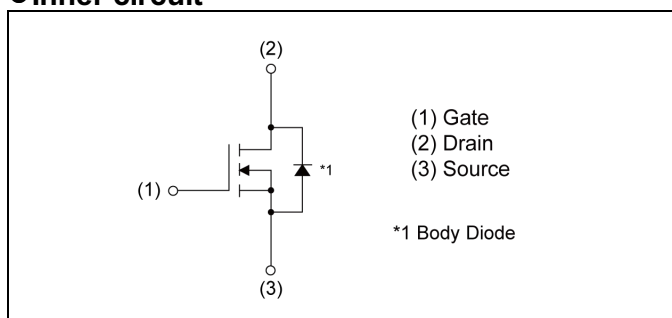 ●Inner circuit
(2)
(1) Gate
(2) Drain
(3) Source
*1
(1)
*1 Body Diode
(3)